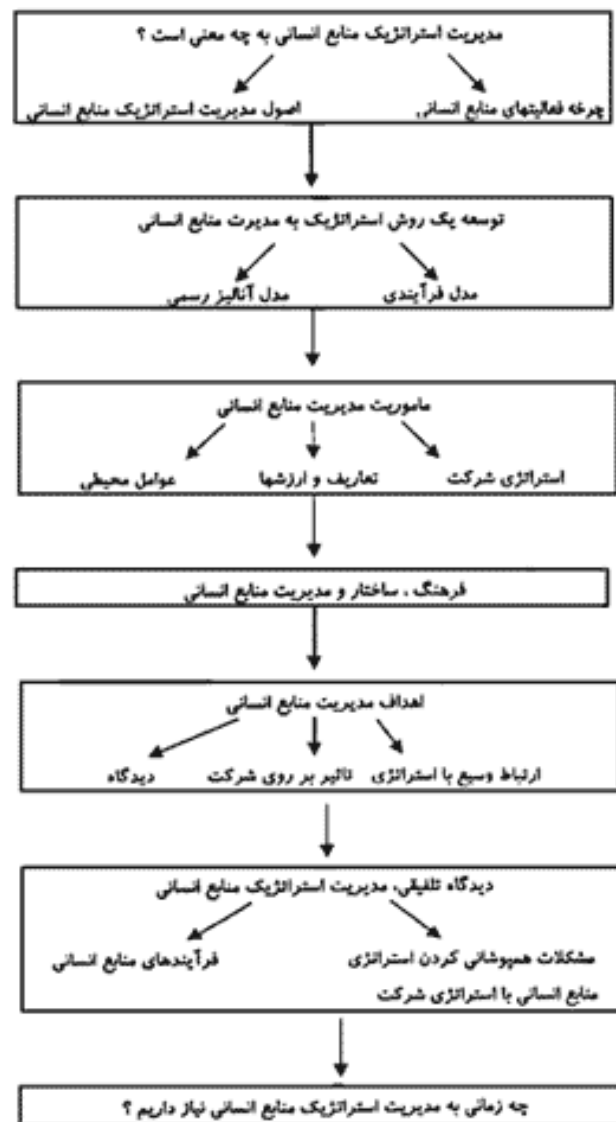 مدیریت استراتژیک منابع انسانی به چه معنی است ؟
چرخه فعالیتهای منابع انسانی
اصول مدیریت استراتژیک منابع انسانی
توسعه یک روش استراتژیک به مدیرت منابع انسانی
مدل فرآیندی
مدل آنالیز رسمی
ماموریت مدیریت منابع انسانی
استراتژی شرکت
تعاریف و ارزشها
عوامل محیطی
فرهنگ ، ساختار و مدیریت منابع انسانی
اهداف مدیریت منابع انسانی
ارتباط وسیع با استراتژی
تاثیر بر روی شرکت
دیدگاه
دیدگاه تلفیقی، مدیریت استراتژیک منابع انسانی
مشکلات همپوشانی کردن استراتژی
منابع انسانی با استراتژی شرکت
فرآیندهای منابع انسانی
چه زمانی به مدیریت استراتژیک منابع انسانی نیاز داریم ؟